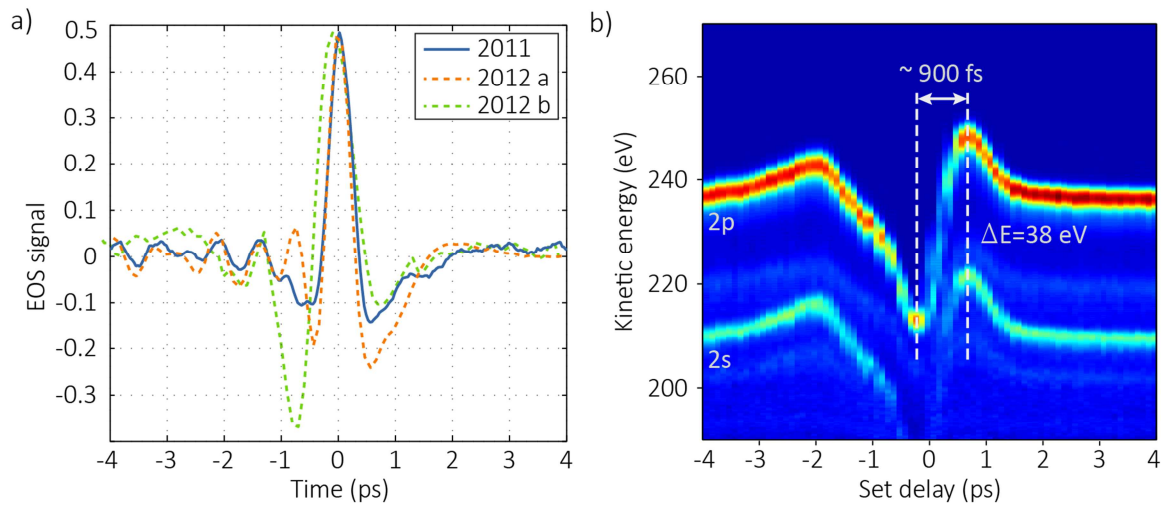 a)
EOS signal
0.5
0.4
0.3
0.2
0.5
0
-0.1
-0.2
-0.3
2011
2012 a
2012 b
-4 -3 -2 -1 0 1 2 3 4
Time (ps)
b)
Kinetic energy (eV)
260
240
220
200
~ 900 fs
2p
ΔE=38 eV
2s
-4 -3 -2 -1 0 1 2 3 4
Set delay (ps)